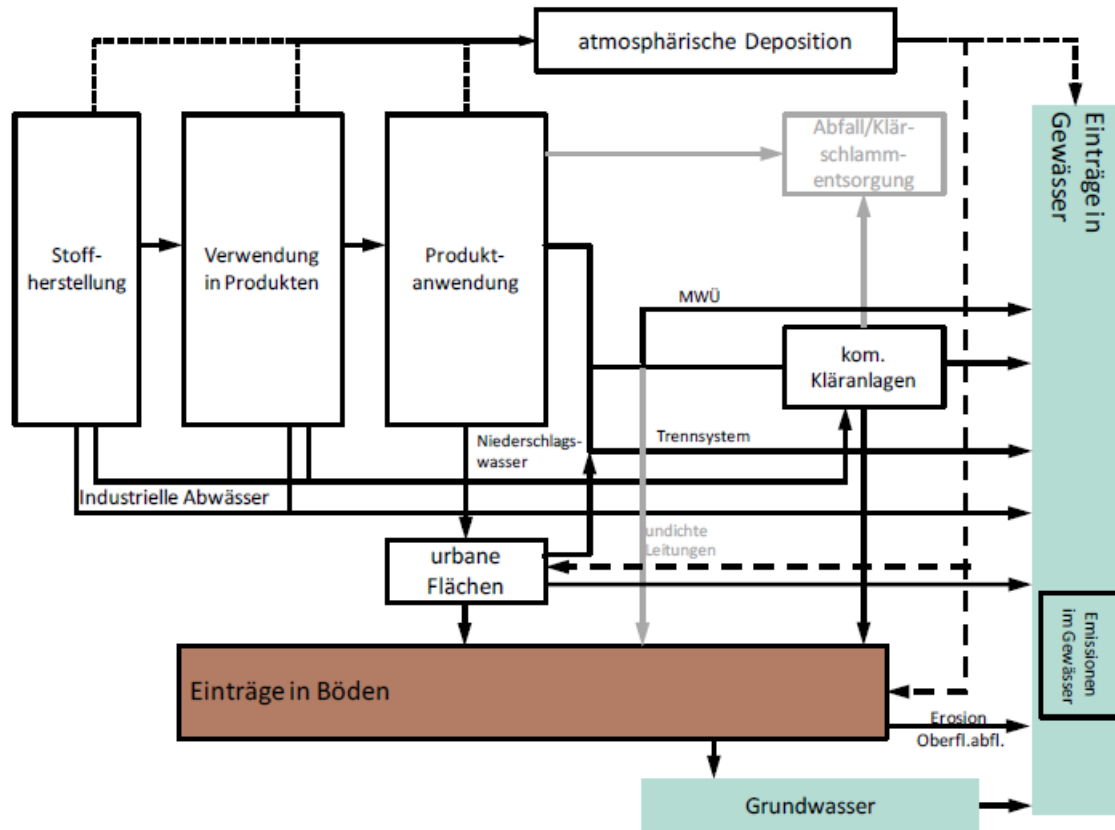 atmosphärische Deposition
Einträge in
Gewässer
Abfall/Klär-
schlamm-
entsorgung
Stoff-
herstellung
Verwendung
in Produkten
Produkt-
anwendung
MWÜ
kom.
Kläranlagen
Niederschlags-
wasser
Trennsystem
Industrielle Abwässer
undichte
Leitungen
urbane
Flächen
Emissionen
im Gewässer
Einträge in Böden
Erosion
Oberfl.abfl.
Grundwasser